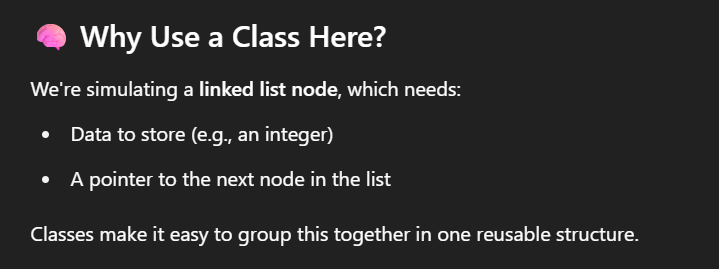 🧠 Why Use a Class Here?
We're simulating a linked list node, which needs:
• Data to store (e.g., an integer)
• A pointer to the next node in the list
Classes make it easy to group this together in one reusable structure.